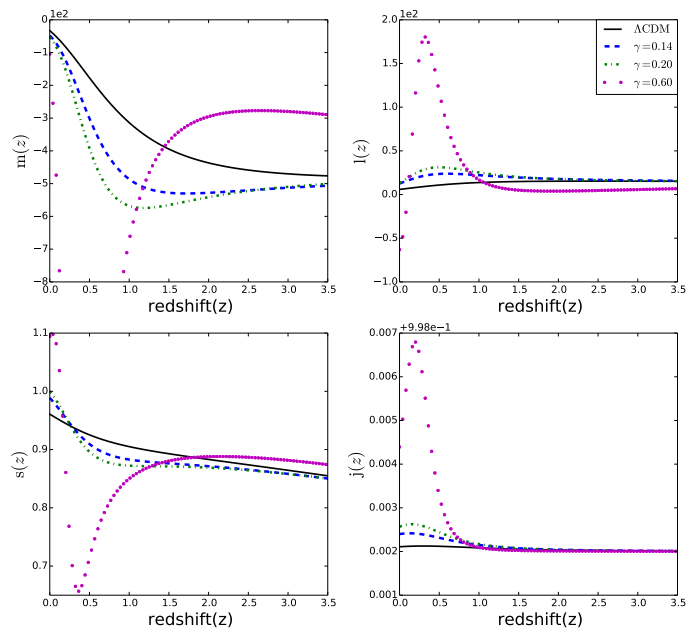 1e2
0
−1
−2
−3
−4
−5
−6
−7
−8
0.0 0.5 1.0 1.5 2.0 2.5 3.0 3.5
m(z)
redshift(z)
1e2
2.0
1.5
1.0
0.5
0.0
−0.5
−1.0
0.0 0.5 1.0 1.5 2.0 2.5 3.0 3.5
l(z)
redshift(z)
ΛCDM
γ=0.14
γ=0.20
γ=0.60
1.1
1.0
0.9
0.8
0.7
0.0 0.5 1.0 1.5 2.0 2.5 3.0 3.5
s(z)
redshift(z)
+9.98e−1
0.007
0.006
0.005
0.004
0.003
0.002
0.001
0.0 0.5 1.0 1.5 2.0 2.5 3.0 3.5
j(z)
redshift(z)